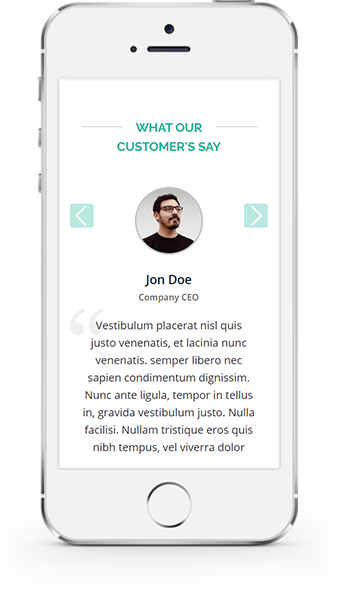 WHAT OUR
CUSTOMER'S SAY
Jon Doe
Company CEO
“
Vestibulum placerat nisl quis
justo venenatis, et lacinia nunc
venenatis. semper libero nec
sapien condimentum dignissim.
Nunc ante ligula, tempor in tellus
in, gravida vestibulum justo. Nulla
facilisi. Nullam tristique eros quis
nibh tempus, vel viverra dolor